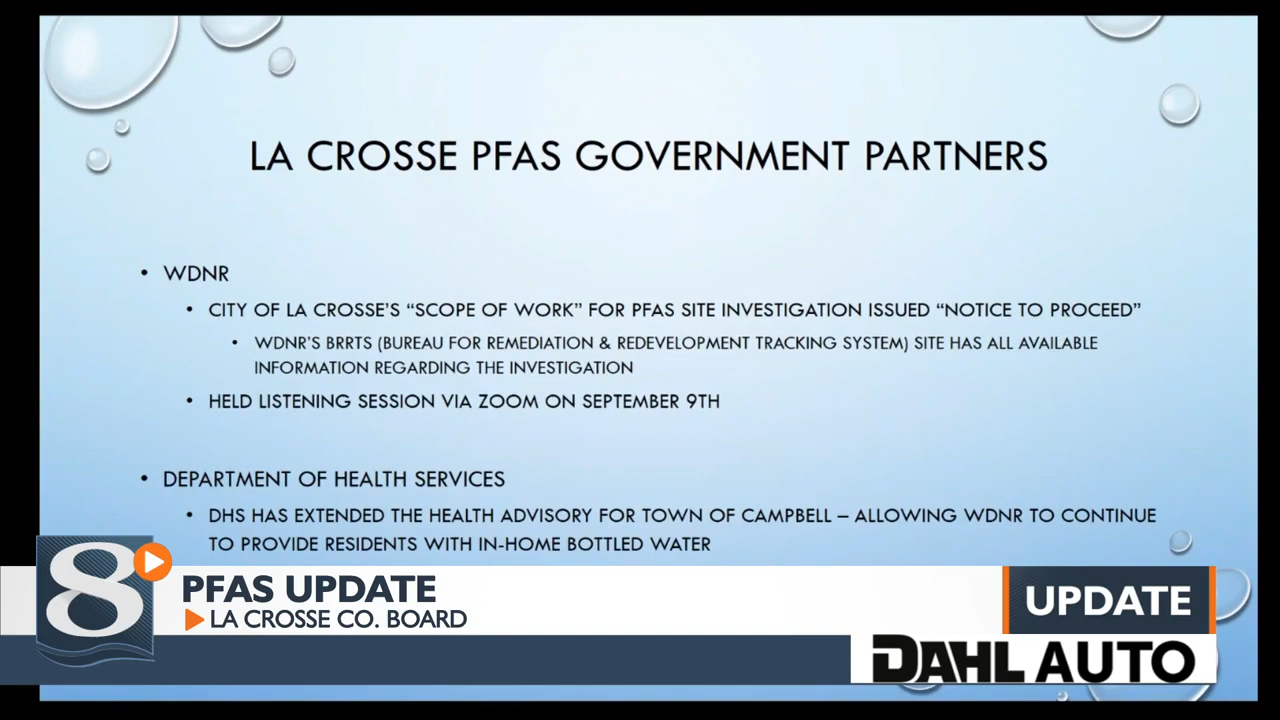 LA CROSSE PFAS GOVERNMENT PARTNERS
• WDNR
• CITY OF LA CROSSE'S “SCOPE OF WORK” FOR PFAS SITE INVESTIGATION ISSUED “NOTICE TO PROCEED”
• WDNR'S BRRTS (BUREAU FOR REMEDIATION & REDEVELOPMENT TRACKING SYSTEM) SITE HAS ALL AVAILABLE
INFORMATION REGARDING THE INVESTIGATION
• HELD LISTENING SESSION VIA ZOOM ON SEPTEMBER 9TH
• DEPARTMENT OF HEALTH SERVICES
• DHS HAS EXTENDED THE HEALTH ADVISORY FOR TOWN OF CAMPBELL – ALLOWING WDNR TO CONTINUE
TO PROVIDE RESIDENTS WITH IN-HOME BOTTLED WATER
8
PFAS UPDATE
LA CROSSE CO. BOARD
UPDATE
DAHL AUTO